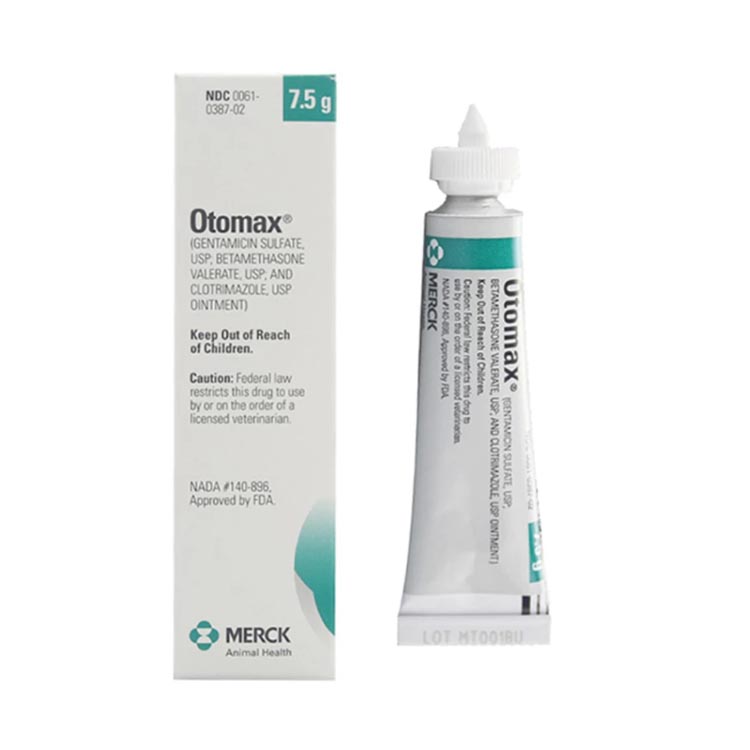 NDC 0061-
0387-02
7.5 g
Otomax®
(GENTAMICIN SULFATE,
USP; BETAMETHASONE
VALERATE, USP; AND
CLOTRIMAZOLE, USP
OINTMENT)
Keep Out of Reach
of Children.
Caution: Federal law
restricts this drug to
use by or on the order of a
licensed veterinarian.
NADA #140-896,
Approved by FDA.
MERCK
Animal Health
Otomax® (GENTAMICIN SULFATE, USP;
BETAMETHASONE VALERATE, USP; AND CLOTRIMAZOLE, USP OINTMENT)
Keep Out of Reach of Children.
Caution: Federal law restricts this drug to
use by or on the order of a licensed veterinarian.
NADA #140-896, Approved by FDA.
MERCK
LOT MT001BU